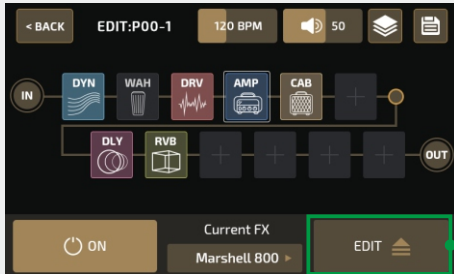 < BACK EDIT:P00-1 120 BPM 50
IN DYN WAH DRV AMP CAB
DLY RVB OUT
Current FX
ON Marshell 800 EDIT